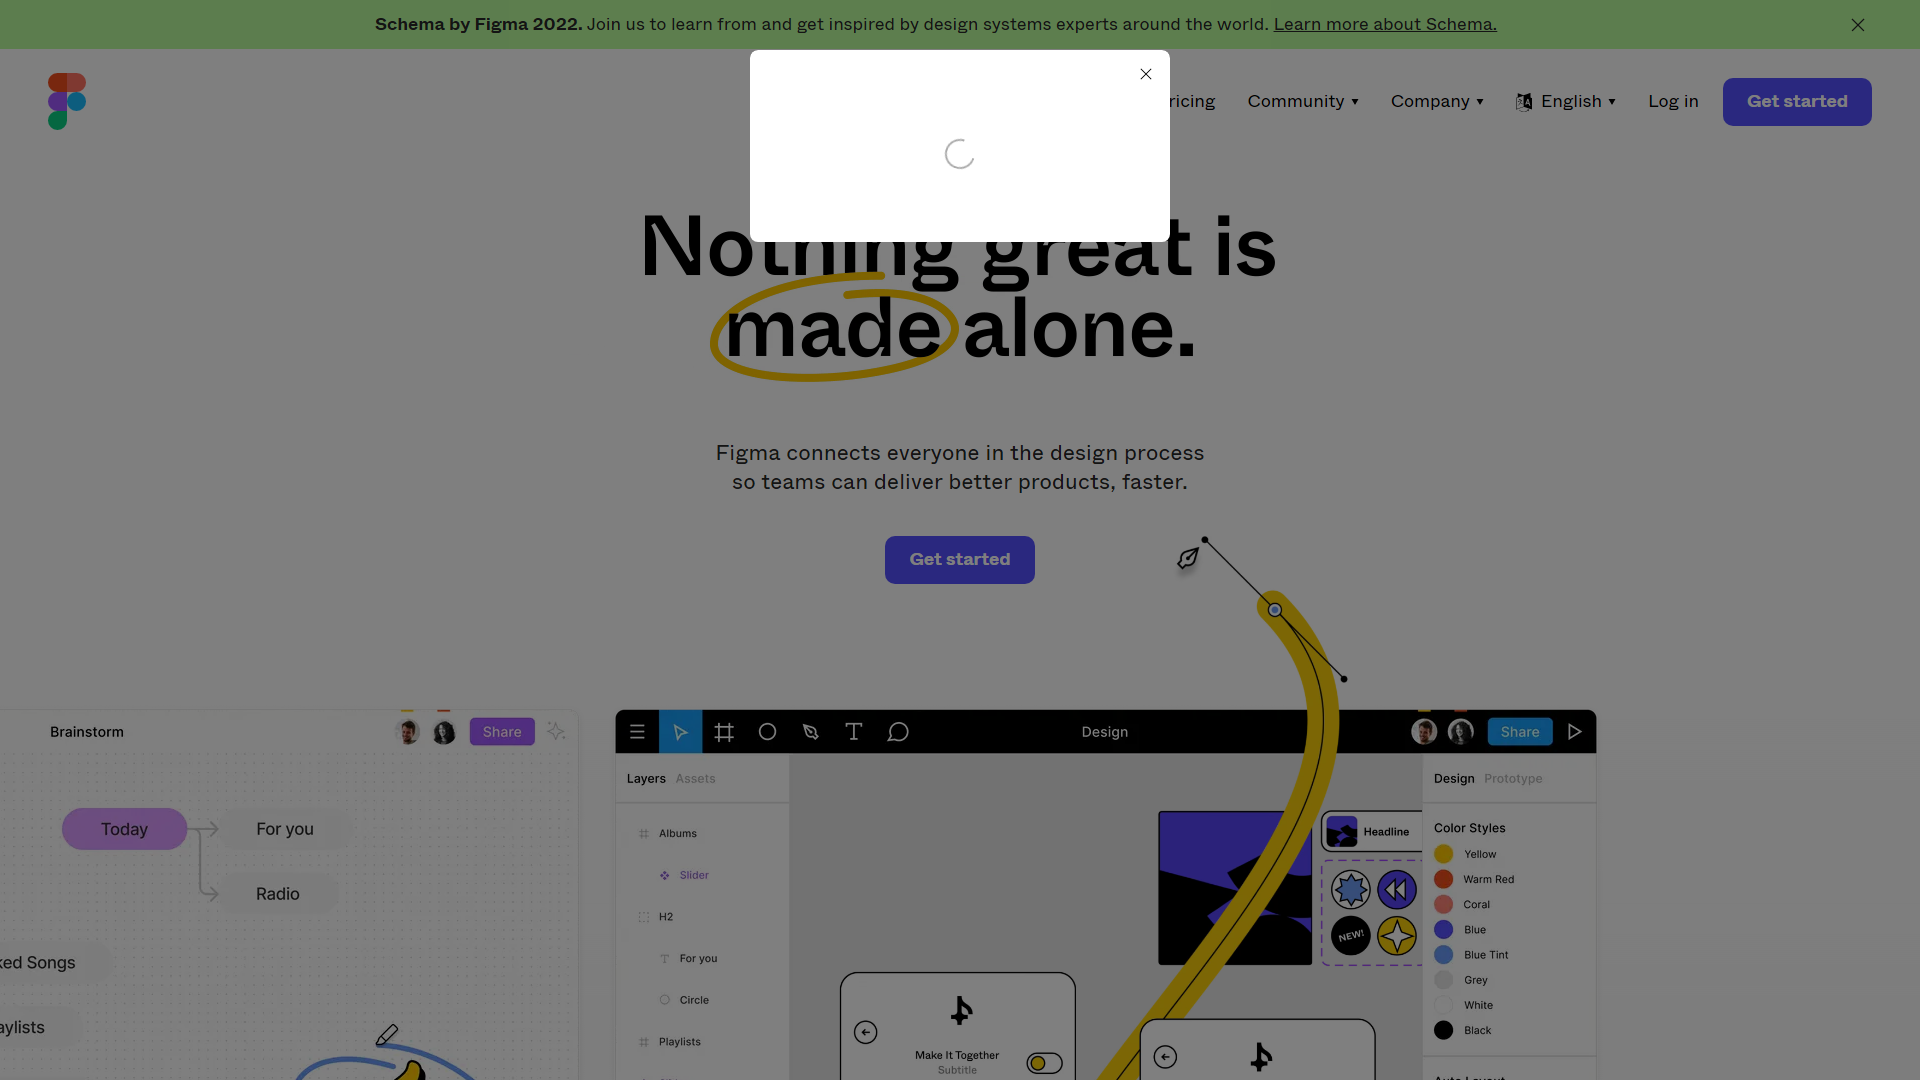 Schema by Figma 2022. Join us to learn from and get inspired by design systems experts around the world. Learn more about Schema.
ricing Community Company English Log in Get started
Nothing great is
made alone.
Figma connects everyone in the design process
so teams can deliver better products, faster.
Get started
Brainstorm Share
Today
For you
Radio
ked Songs
aylists
Design Share
Layers Assets
Albums
Slider
H2
For you
Circle
Playlists
Headline
NEW!
Make It Together
Subtitle
Design Prototype
Color Styles
Yellow
Warm Red
Coral
Blue
Blue Tint
Grey
White
Black